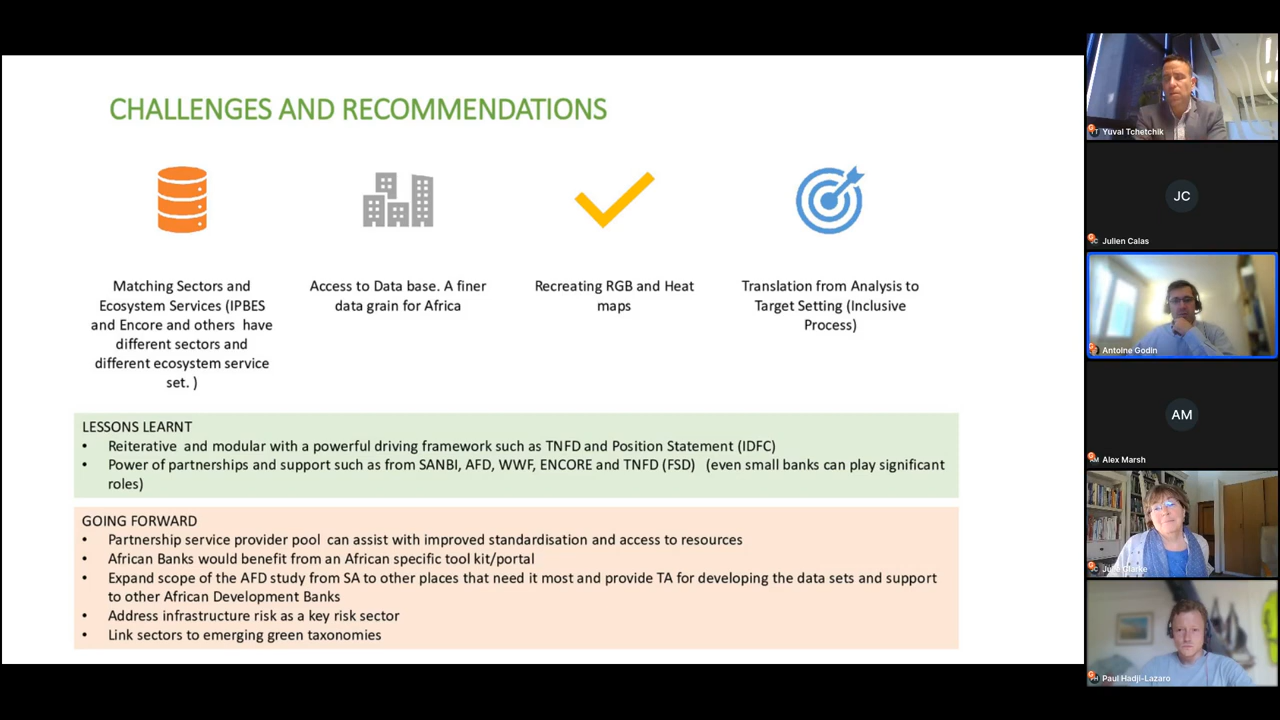 CHALLENGES AND RECOMMENDATIONS
Matching Sectors and
Ecosystem Services (IPBES
and Encore and others have
different sectors and
different ecosystem service
set. )
Access to Data base. A finer
data grain for Africa
Recreating RGB and Heat
maps
Translation from Analysis to
Target Setting (Inclusive
Process)
LESSONS LEARNT
• Reiterative and modular with a powerful driving framework such as TNFD and Position Statement (IDFC)
• Power of partnerships and support such as from SANBI, AFD, WWF, ENCORE and TNFD (FSD) (even small banks can play significant
roles)
GOING FORWARD
• Partnership service provider pool can assist with improved standardisation and access to resources
• African Banks would benefit from an African specific tool kit/portal
• Expand scope of the AFD study from SA to other places that need it most and provide TA for developing the data sets and support
to other African Development Banks
• Address infrastructure risk as a key risk sector
• Link sectors to emerging green taxonomies
Yuval Tchetchik
JC
Julien Calas
Antoine Godin
AM
Alex Marsh
Julie Clarke
Paul Hadji-Lazaro